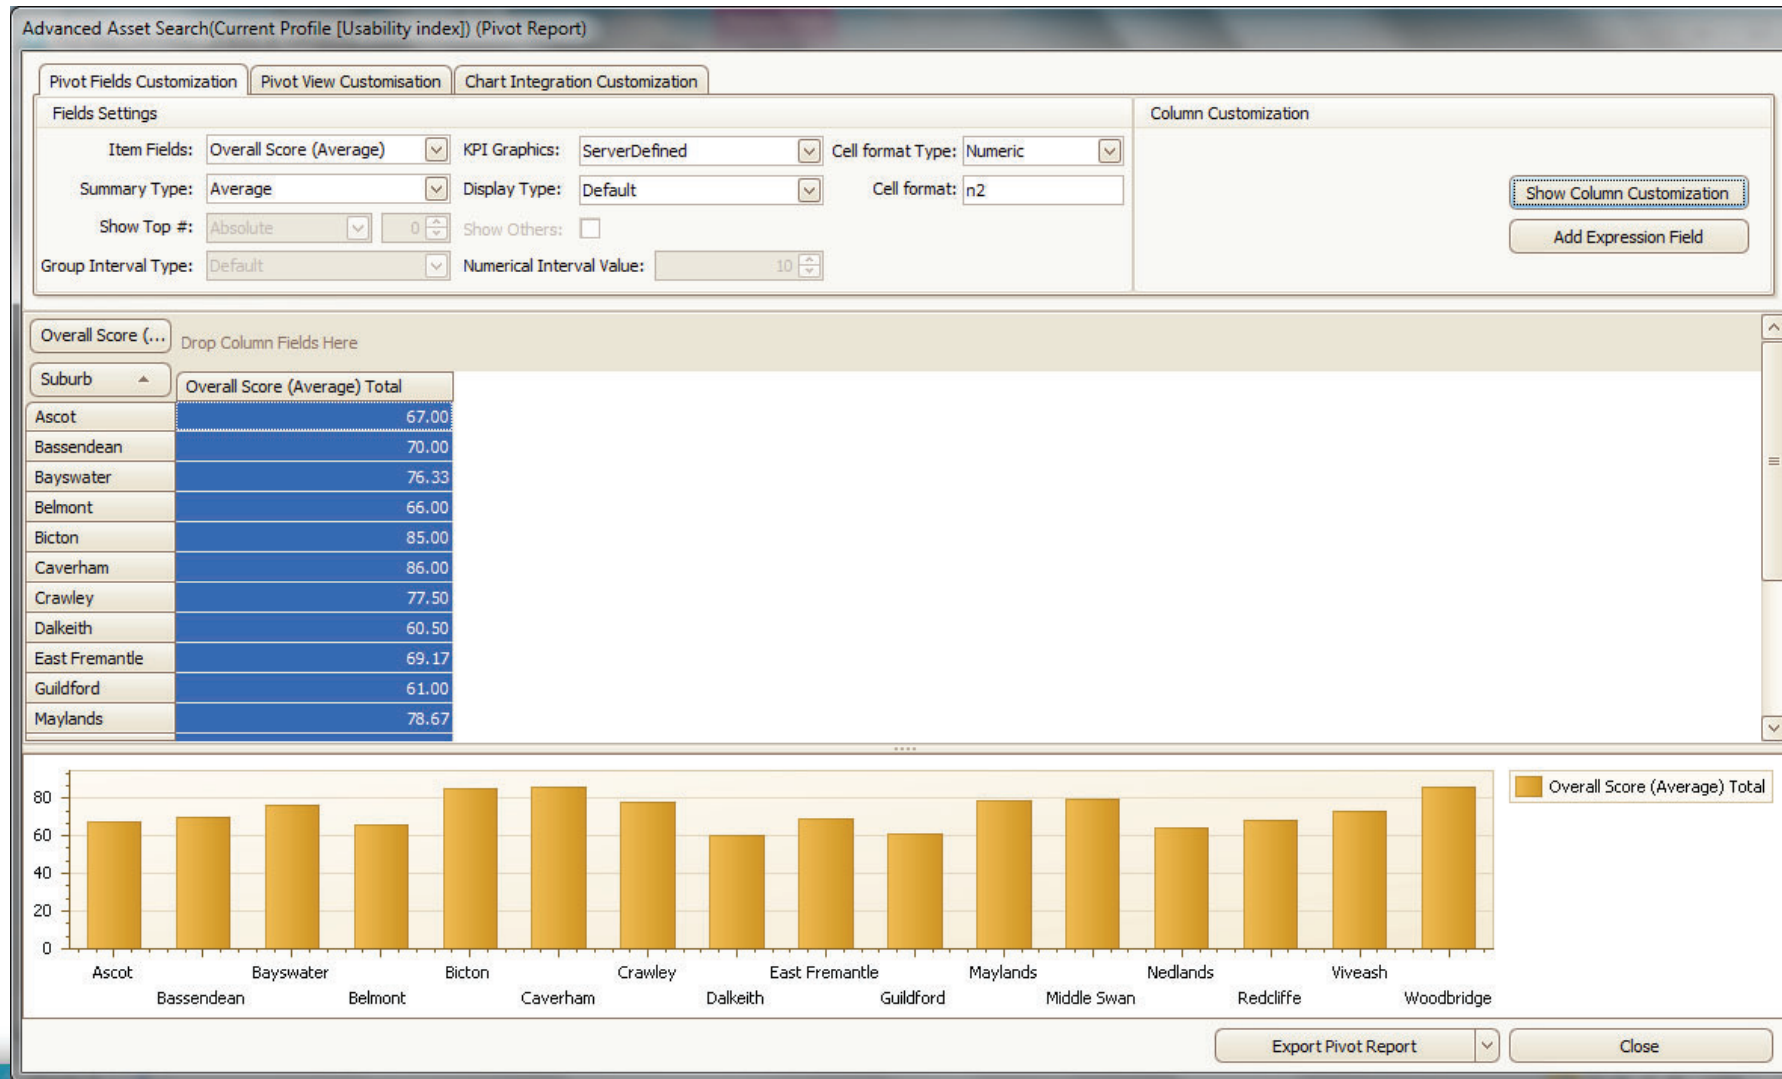 Advanced Asset Search(Current Profile [Usability index]) (Pivot Report)
Pivot Fields Customization Pivot View Customisation Chart Integration Customization
Fields Settings Column Customization
Item Fields: Overall Score (Average) KPI Graphics: ServerDefined Cell format Type: Numeric
Summary Type: Average Display Type: Default Cell format: n2 Show Column Customization
Show Top #: Absolute 0 Show Others: Add Expression Field
Group Interval Type: Default Numerical Interval Value: 10
Overall Score (... Drop Column Fields Here
Suburb Overall Score (Average) Total
Ascot 67.00
Bassendean 70.00
Bayswater 76.33
Belmont 66.00
Bicton 85.00
Caverham 86.00
Crawley 77.50
Dalkeith 60.50
East Fremantle 69.17
Guildford 61.00
Maylands 78.67
80 Overall Score (Average) Total
60
40
20
0
Ascot Bayswater Bicton Crawley East Fremantle Maylands Nedlands Viveash
Bassendean Belmont Caverham Dalkeith Guildford Middle Swan Redcliffe Woodbridge
Export Pivot Report Close